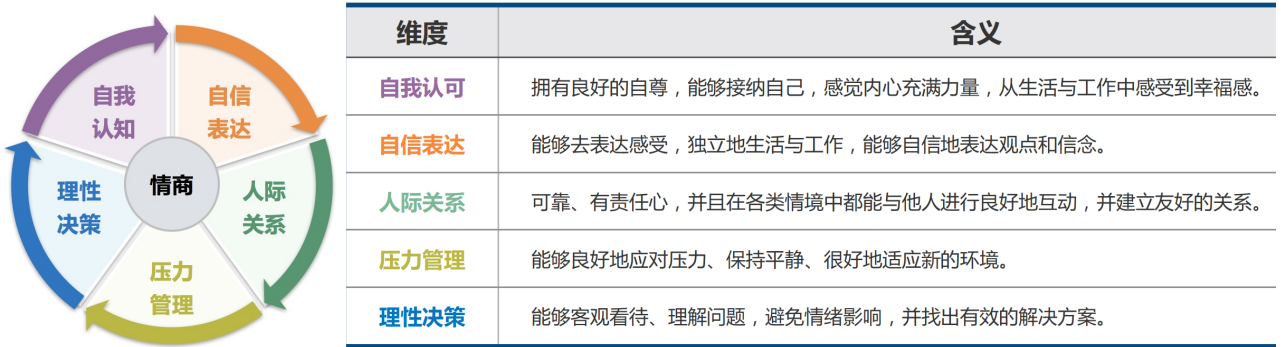 自我
认知
自信
表达
人际
关系
压力
管理
理性
决策
情商
维度 含义
自我认可 拥有良好的自尊，能够接纳自己，感觉内心充满力量，从生活与工作中感受到幸福感。
自信表达 能够去表达感受，独立地生活与工作，能够自信地表达观点和信念。
人际关系 可靠、有责任心，并且在各类情境中都能与他人进行良好地互动，并建立友好的关系。
压力管理 能够良好地应对压力、保持平静、很好地适应新的环境。
理性决策 能够客观看待、理解问题，避免情绪影响，并找出有效的解决方案。